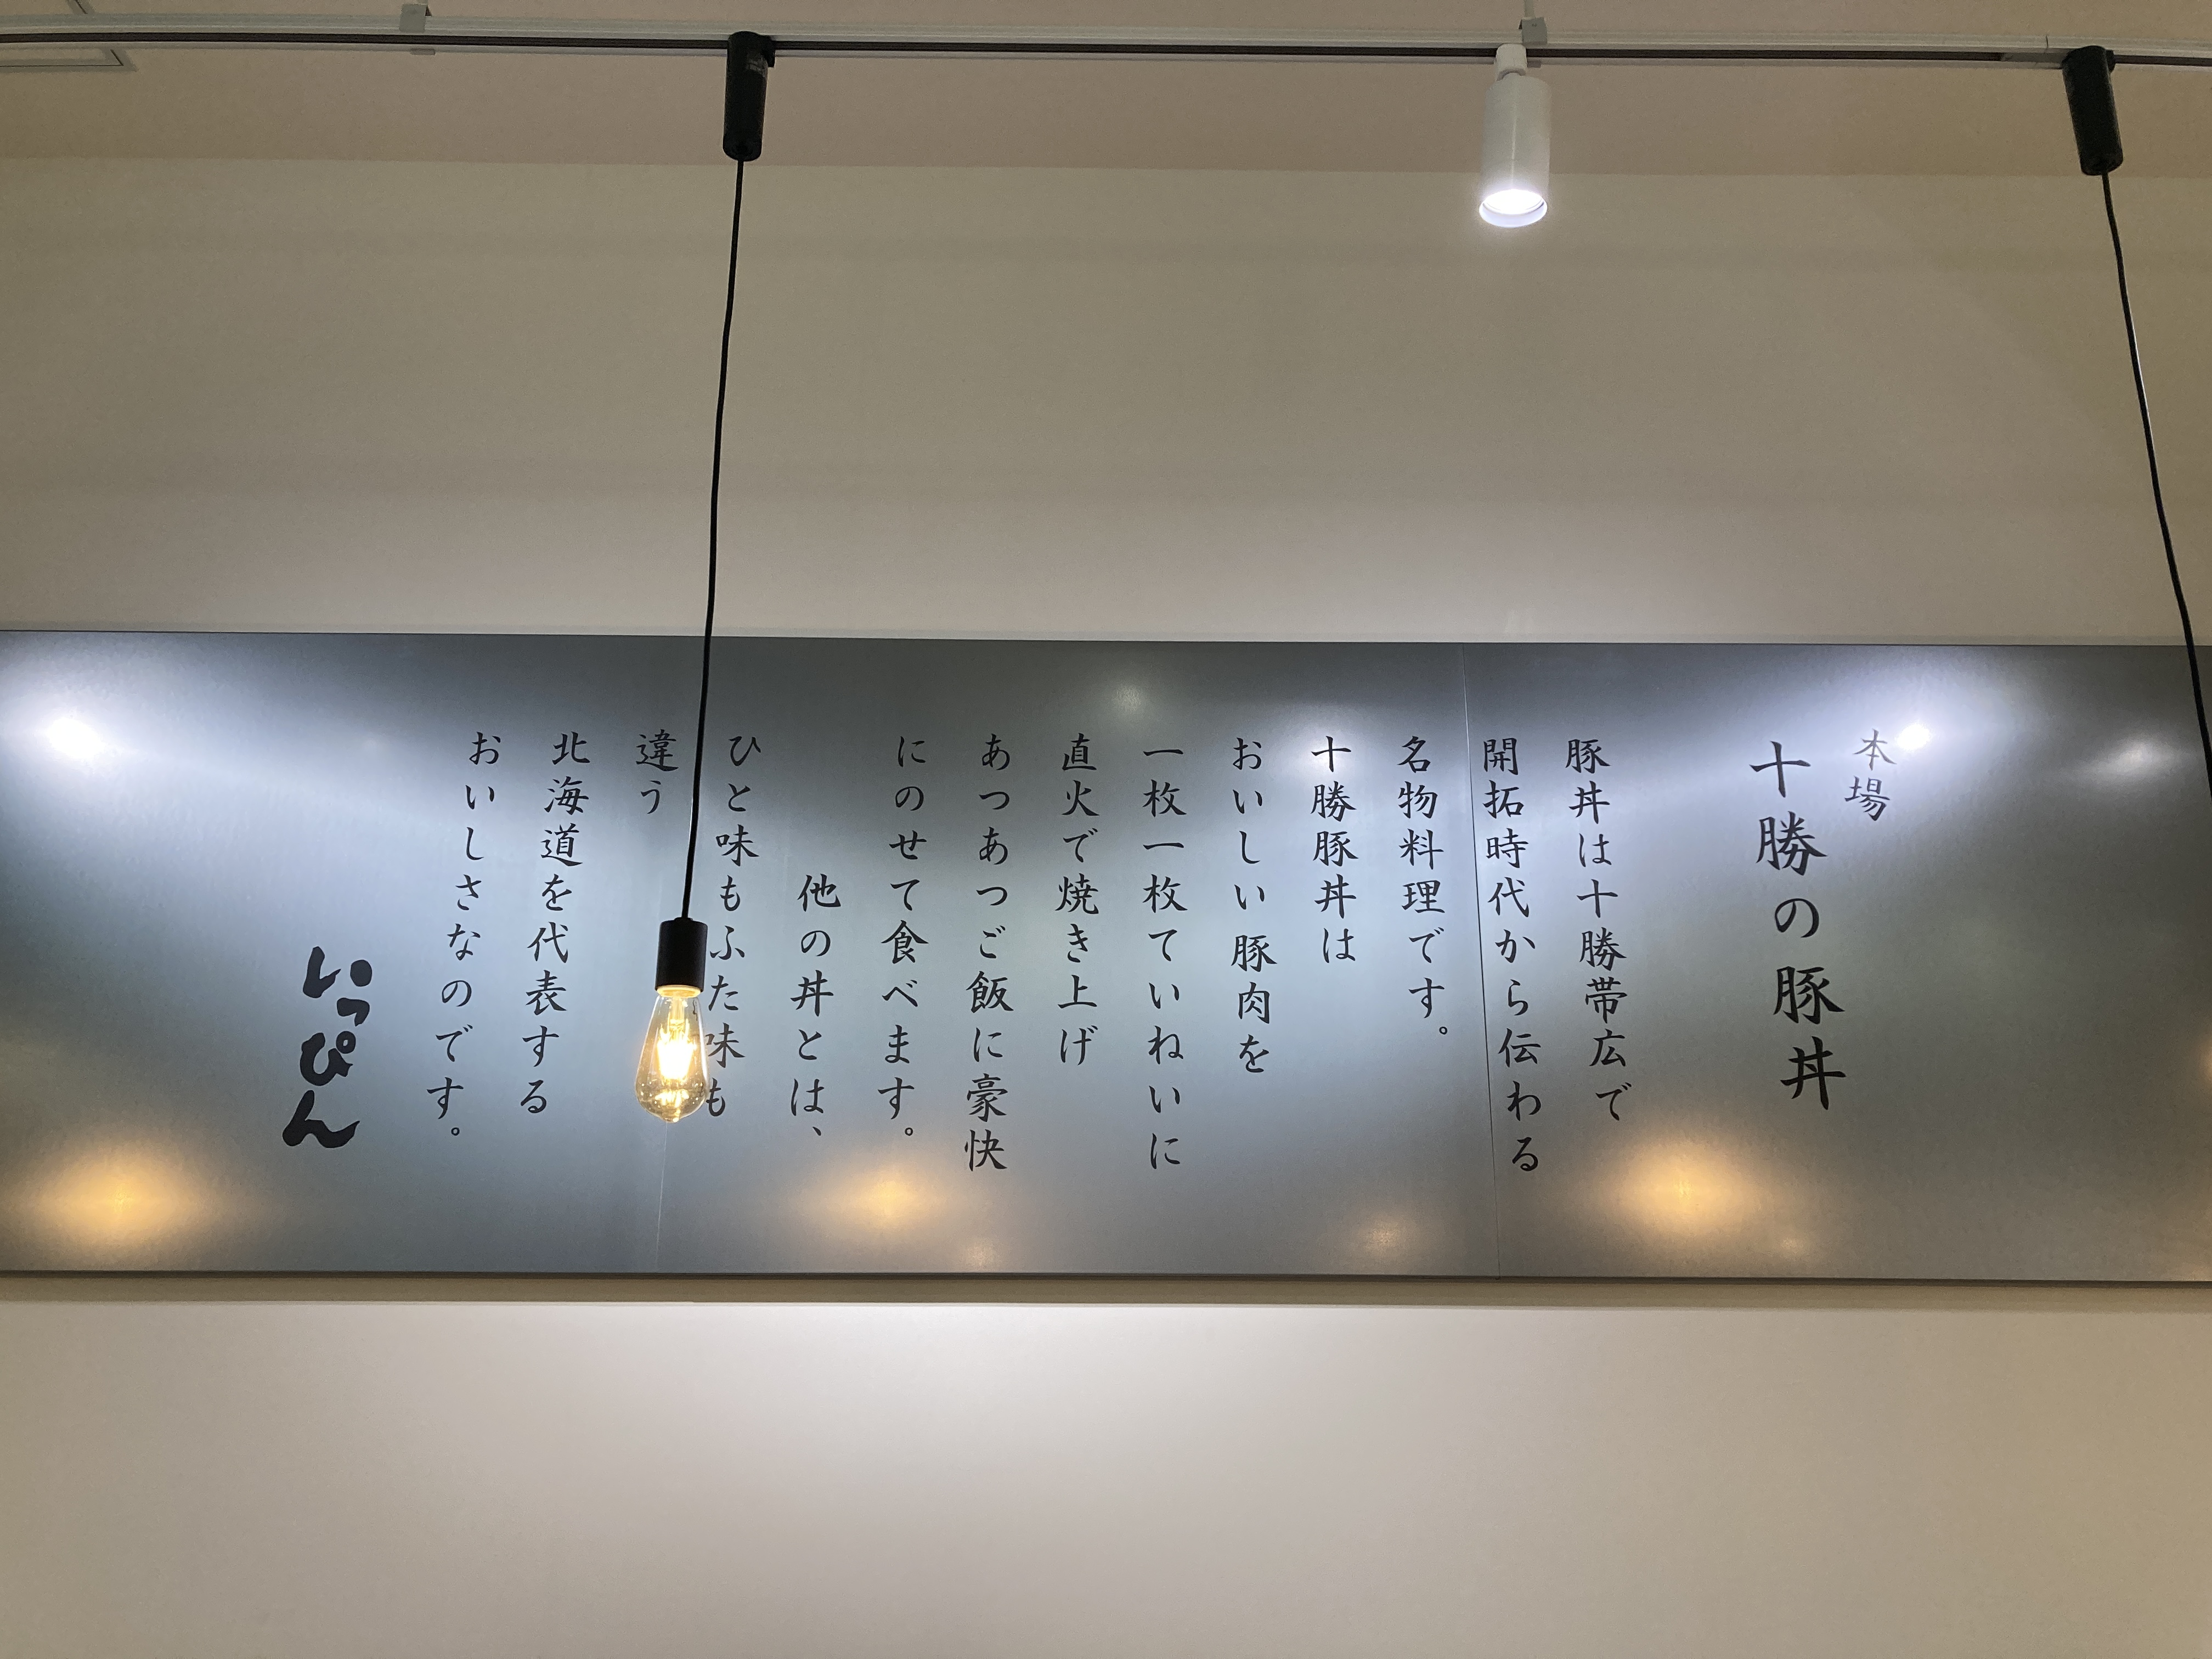 本場
十勝の豚丼
豚丼は十勝帯広で
開拓時代から伝わる
名物料理です。
十勝豚丼は
おいしい豚肉を
一枚一枚ていねいに
直火で焼き上げ
あつあつご飯に豪快
にのせて食べます。
他の丼とは、
ひと味もふた味も
違う
北海道を代表する
おいしさなのです。
いっぴん